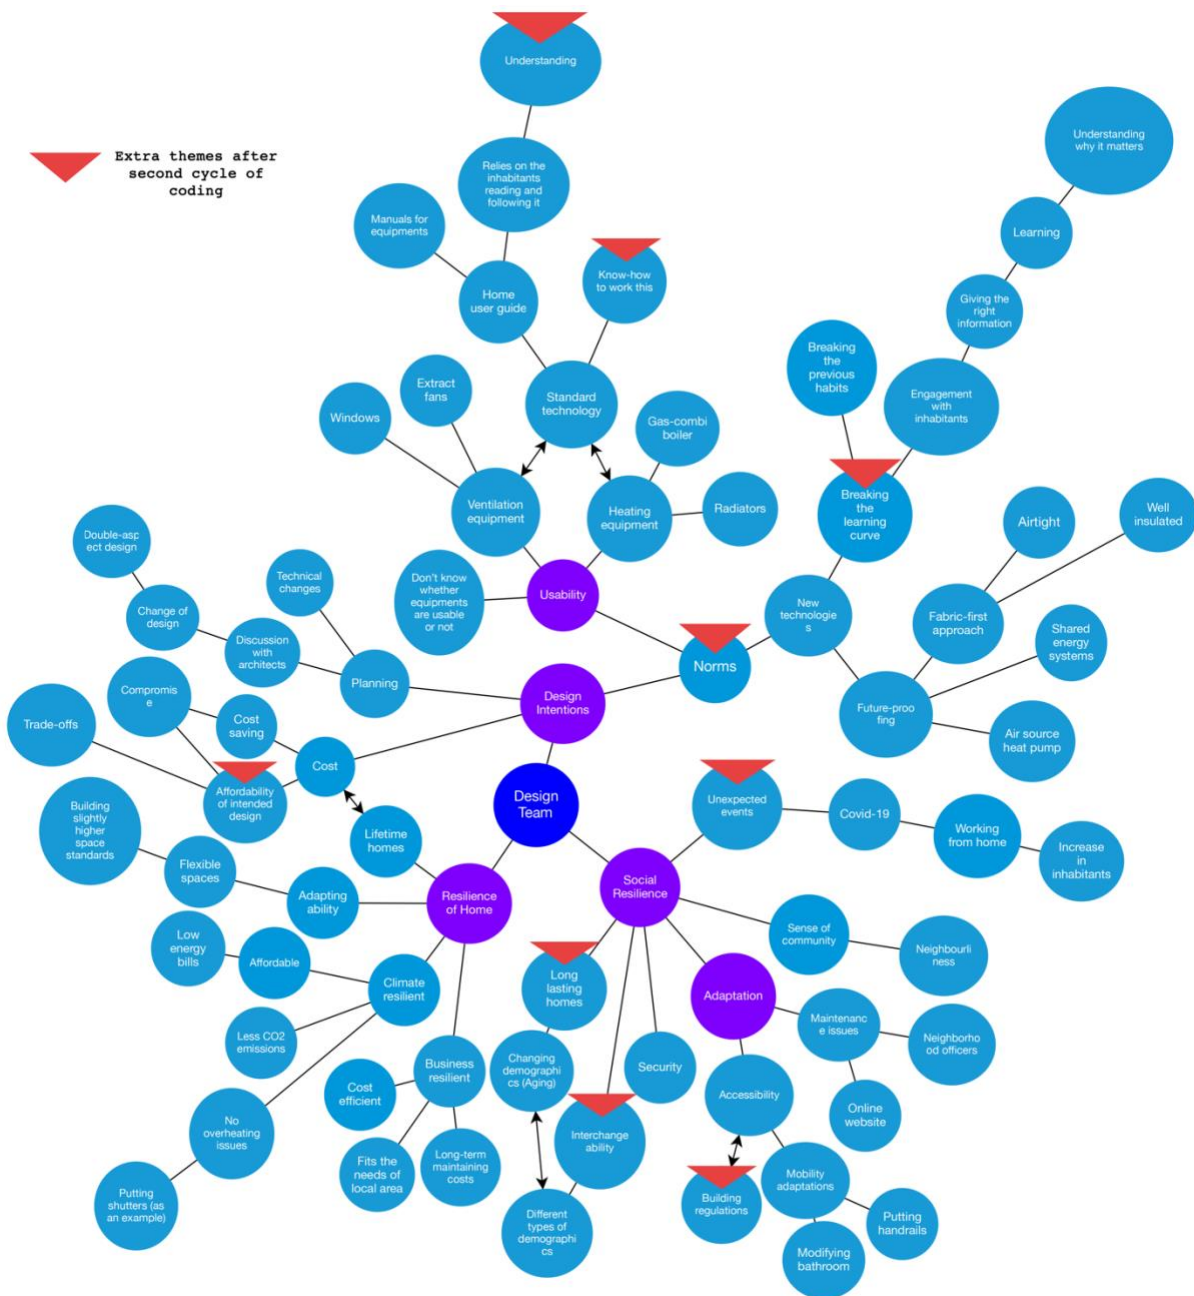 Understanding
Extra themes after
second cycle of
coding
Understanding
why it matters
Relies on the
inhabitants
reading and
following it
Manuals for
equipments
Learning
Know-how
to work this
Home
user guide
Giving the
right
information
Breaking
the
previous
habits
Extract
fans
Standard
technology
Engagement
with
inhabitants
Windows
Gas-combi
boiler
Ventilation
equipment
Heating
equipment
Radiators
Breaking
the
learning
curve
Airtight
Well
insulated
Double-asp
ect design
Technical
changes
Don't know
whether
equipments
are usable
or not
Usability
New
technologie
s
Fabric-first
approach
Change of
design
Discussion
with
architects
Shared
energy
systems
Norms
Planning
Design
Intentions
Compromis
e
Trade-offs
Cost
saving
Future-proo
fing
Air source
heat pump
Cost
Affordability
of intended
design
Design
Team
Unexpected
events
Covid-19
Working
from home
Increase in
inhabitants
Building
slightly
higher
space
standards
Lifetime
homes
Flexible
spaces
Adapting
ability
Resilience
of Home
Social
Resilience
Sense of
community
Neighbourli
ness
Low
energy
bills
Affordable
Climate
resilient
Long
lasting
homes
Adaptation
Maintenanc
e issues
Neighborho
od officers
Less CO2
emissions
Changing
demographi
cs (Aging)
Security
Business
resilient
Cost
efficient
Accessibility
Online
website
No
overheating
issues
Interchange
ability
Fits the
needs of
local area
Long-term
maintaining
costs
Mobility
adaptations
Putting
shutters (as
an example)
Building
regulations
Different
types of
demographi
cs
Putting
handrails
Modifying
bathroom